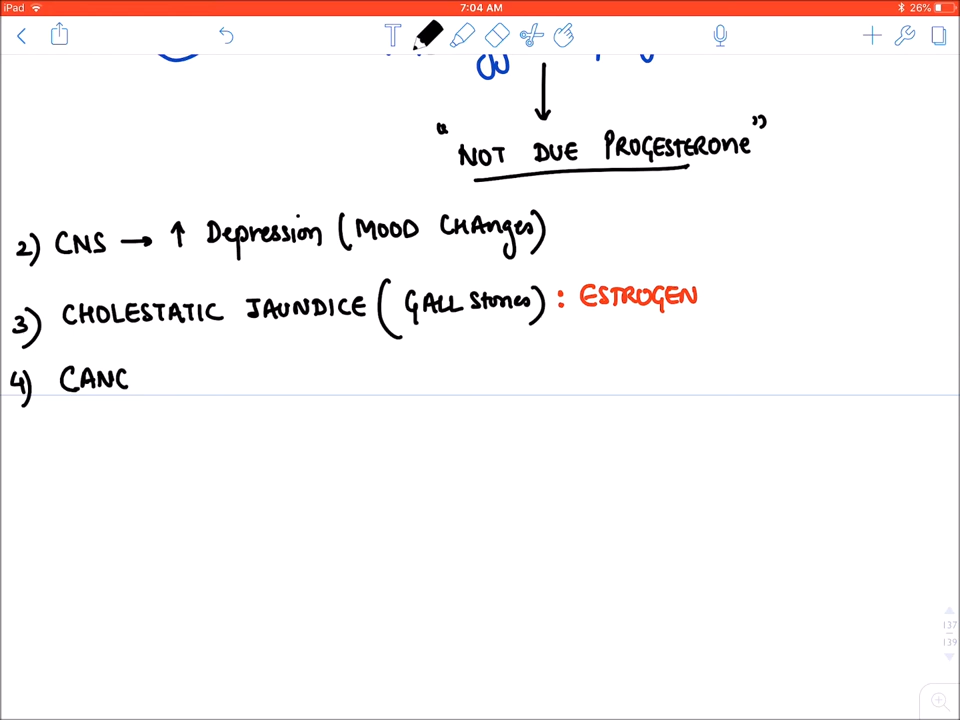 iPad 7:04 AM 26%
T
“NOT DUE PROGESTERONE”
2) CNS → ↑ Depression (MOOD CHANGES)
3) CHOLESTATIC JAUNDICE (GALL Stones) : ESTROGEN
4) CANC
137
139